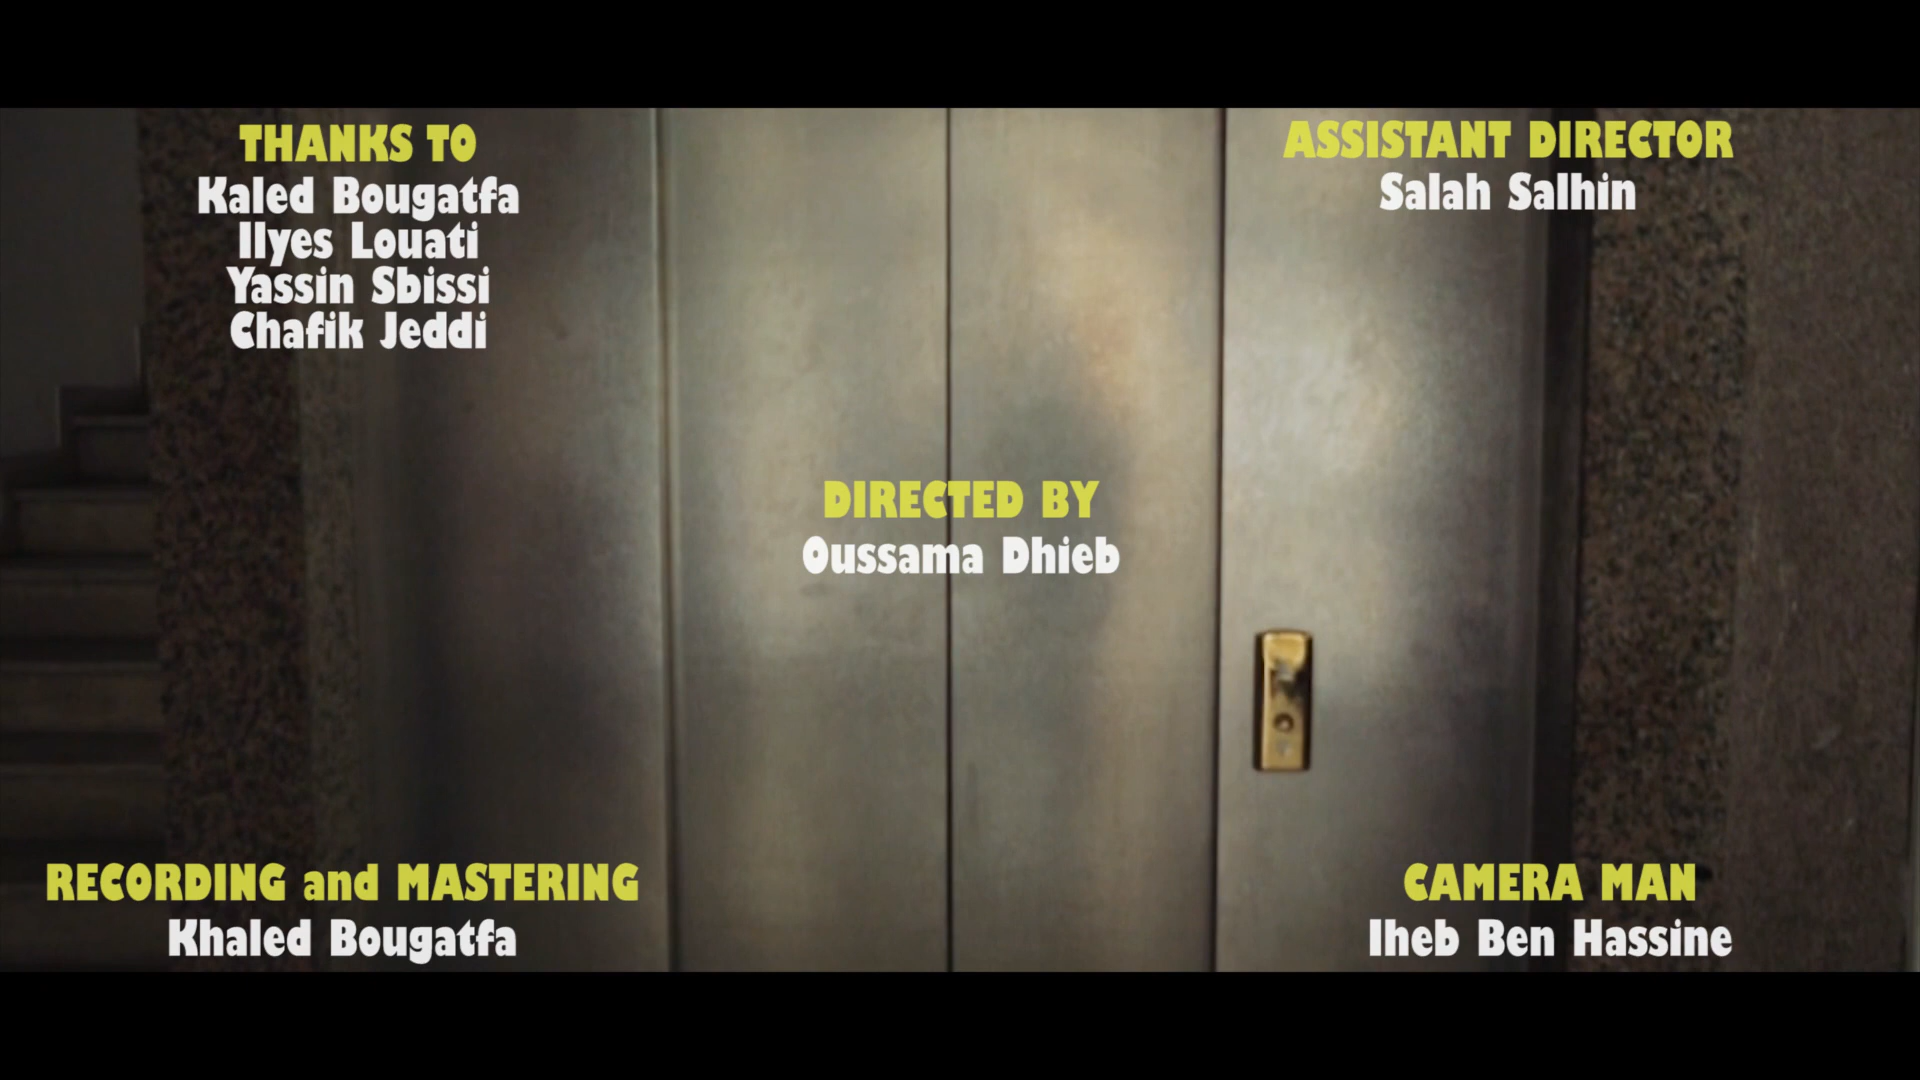 THANKS TO
Kaled Bougatfa
Ilyes Louati
Yassin Sbissi
Chafik Jeddi
ASSISTANT DIRECTOR
Salah Salhin
DIRECTED BY
Oussama Dhieb
RECORDING and MASTERING
Khaled Bougatfa
CAMERA MAN
Iheb Ben Hassine